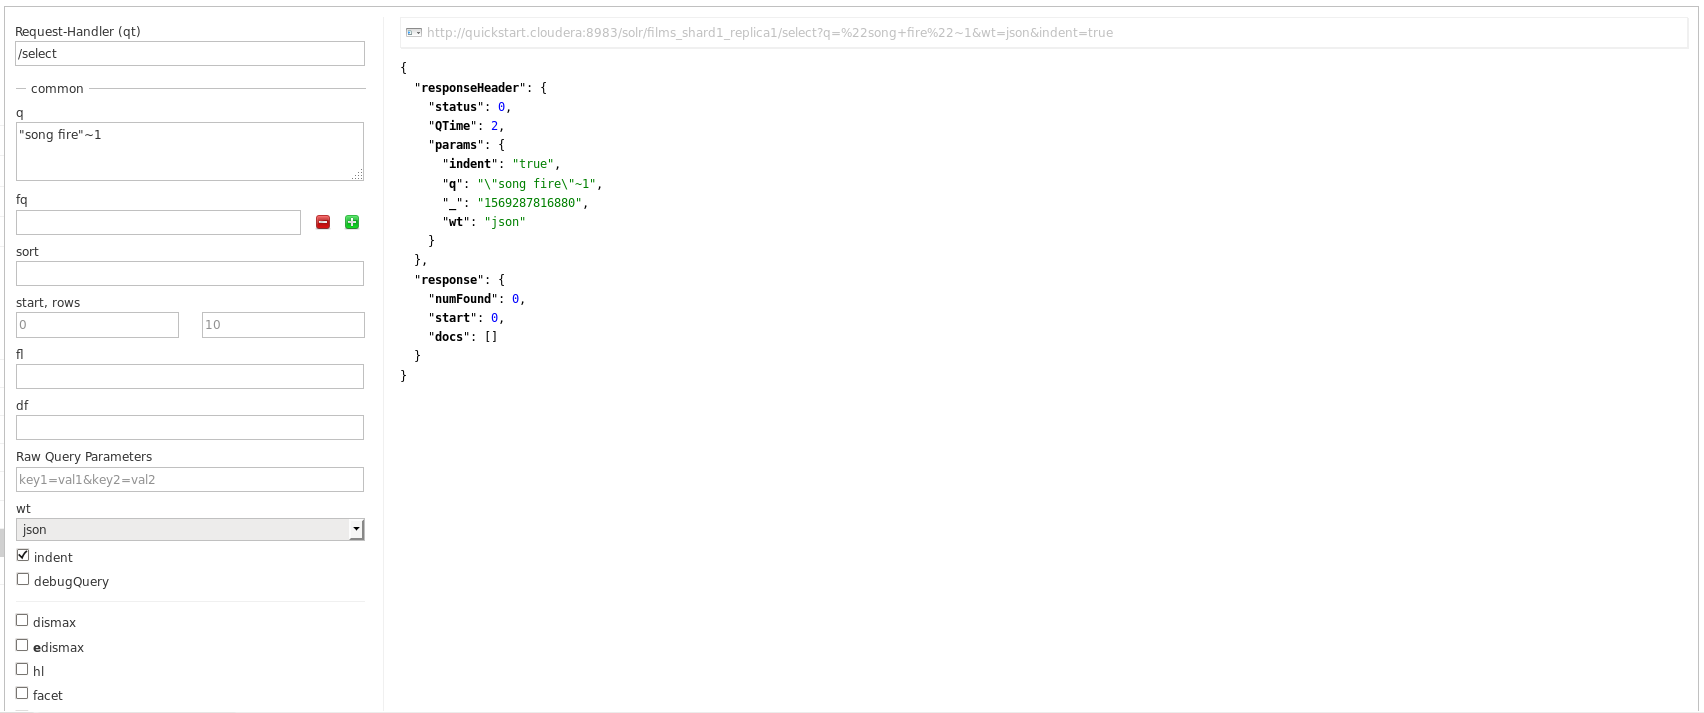 Request-Handler (qt)
/select
common
q
"song fire"~1
fq
sort
start, rows
0 10
fl
df
Raw Query Parameters
key1=val1&key2=val2
wt
json
indent
debugQuery
dismax
edismax
hl
facet
http://quickstart.cloudera:8983/solr/films_shard1_replica1/select?q=%22song+fire%22~1&wt=json&indent=true
{
"responseHeader": {
"status": 0,
"QTime": 2,
"params": {
"indent": "true",
"q": "\"song fire\"~1",
"_": "1569287816880",
"wt": "json"
}
},
"response": {
"numFound": 0,
"start": 0,
"docs": []
}
}